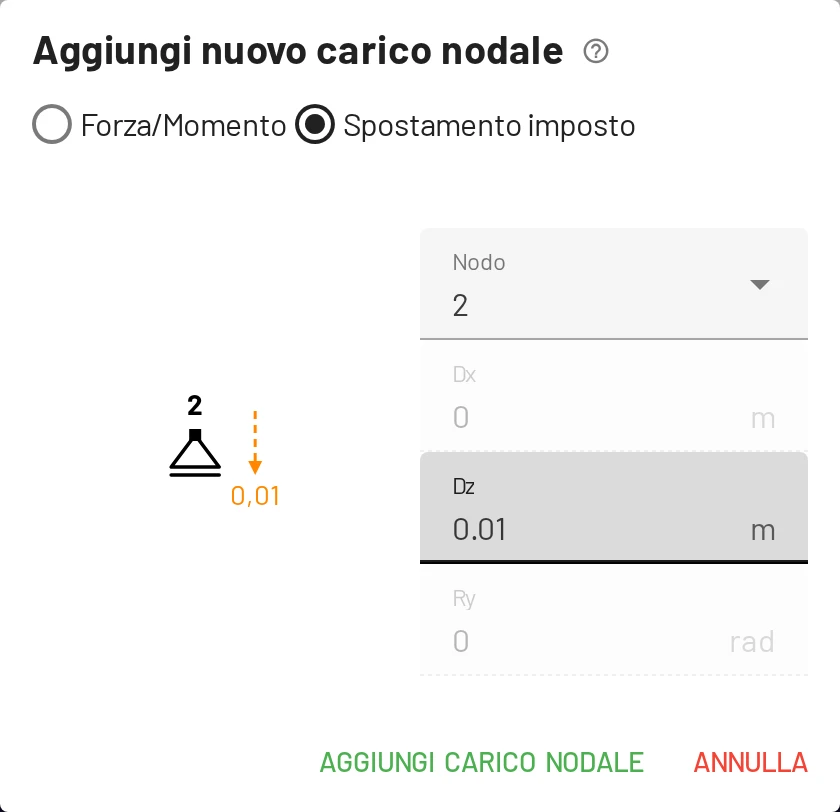 Aggiungi nuovo carico nodale
Forza/Momento Spostamento imposto
Nodo
2
Dx
0 m
2
0,01
Dz
0.01 m
Ry
0 rad
AGGIUNGI CARICO NODALE ANNULLA